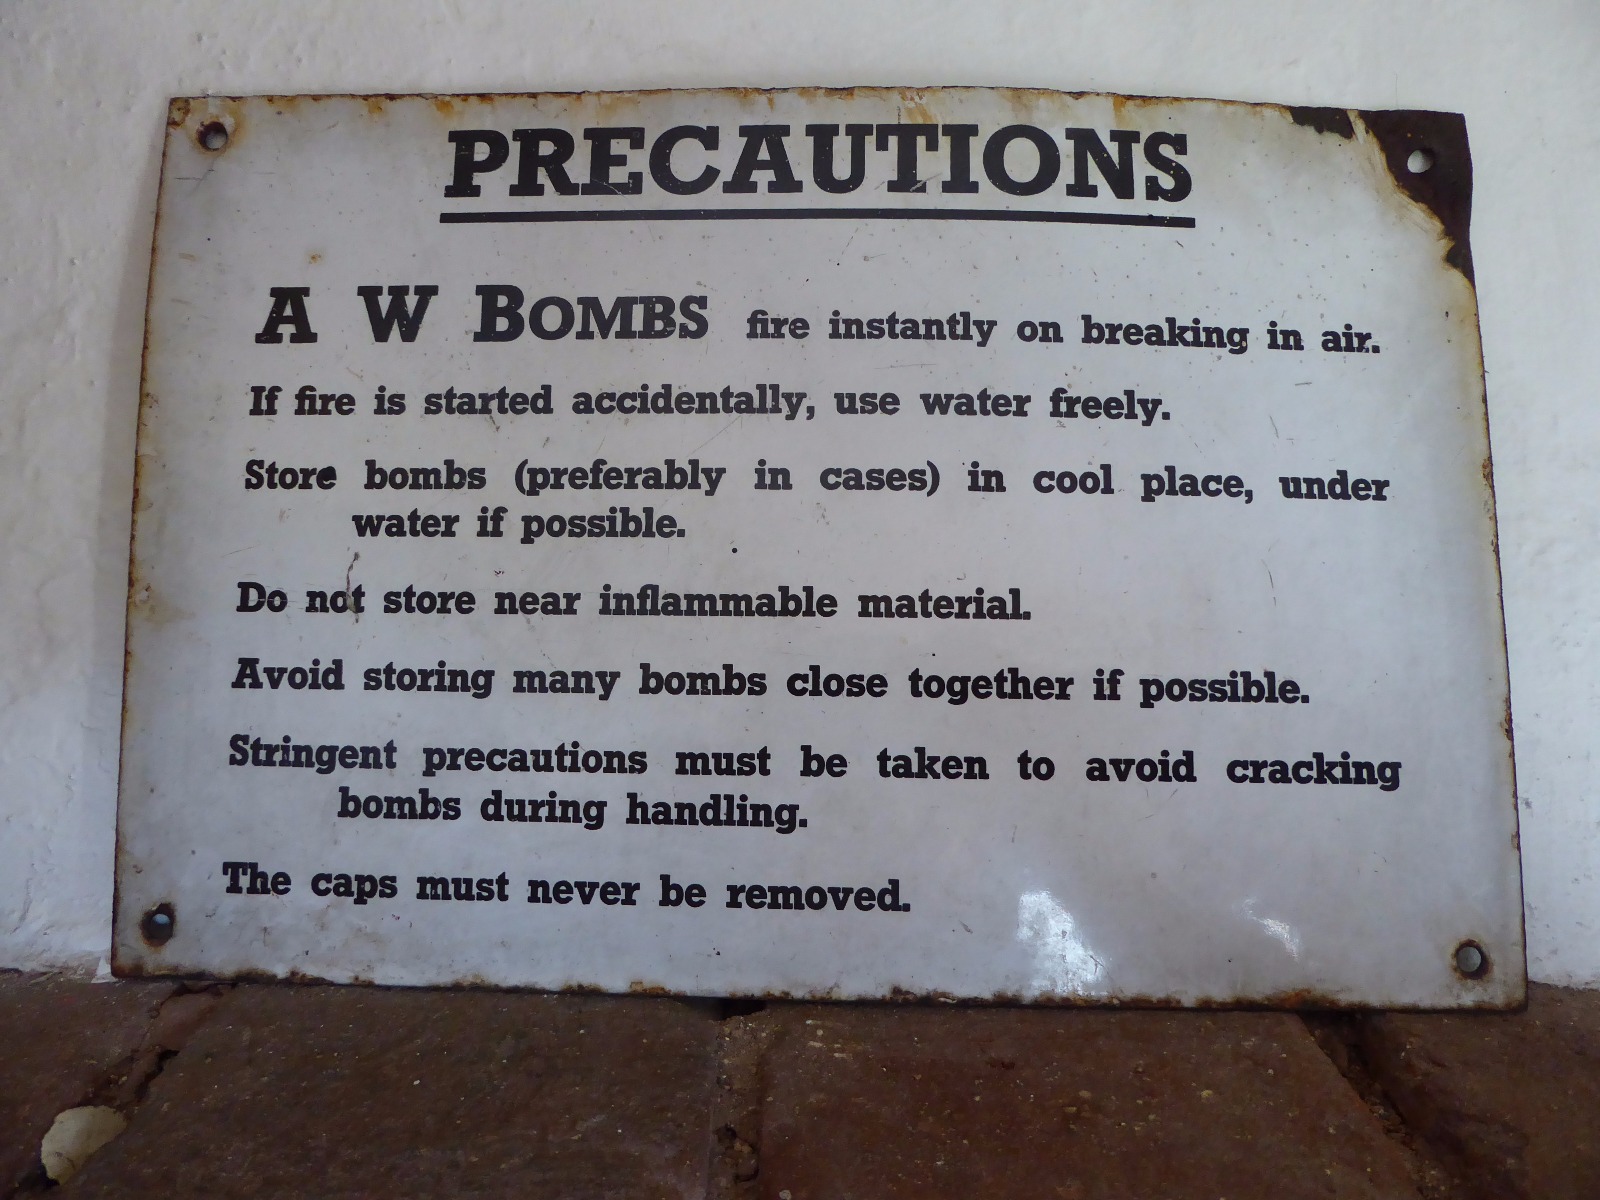 PRECAUTIONS
A W BOMBS fire instantly on breaking in air.
If fire is started accidentally, use water freely.
Store bombs (preferably in cases) in cool place, under
water if possible.
Do not store near inflammable material.
Avoid storing many bombs close together if possible.
Stringent precautions must be taken to avoid cracking
bombs during handling.
The caps must never be removed.